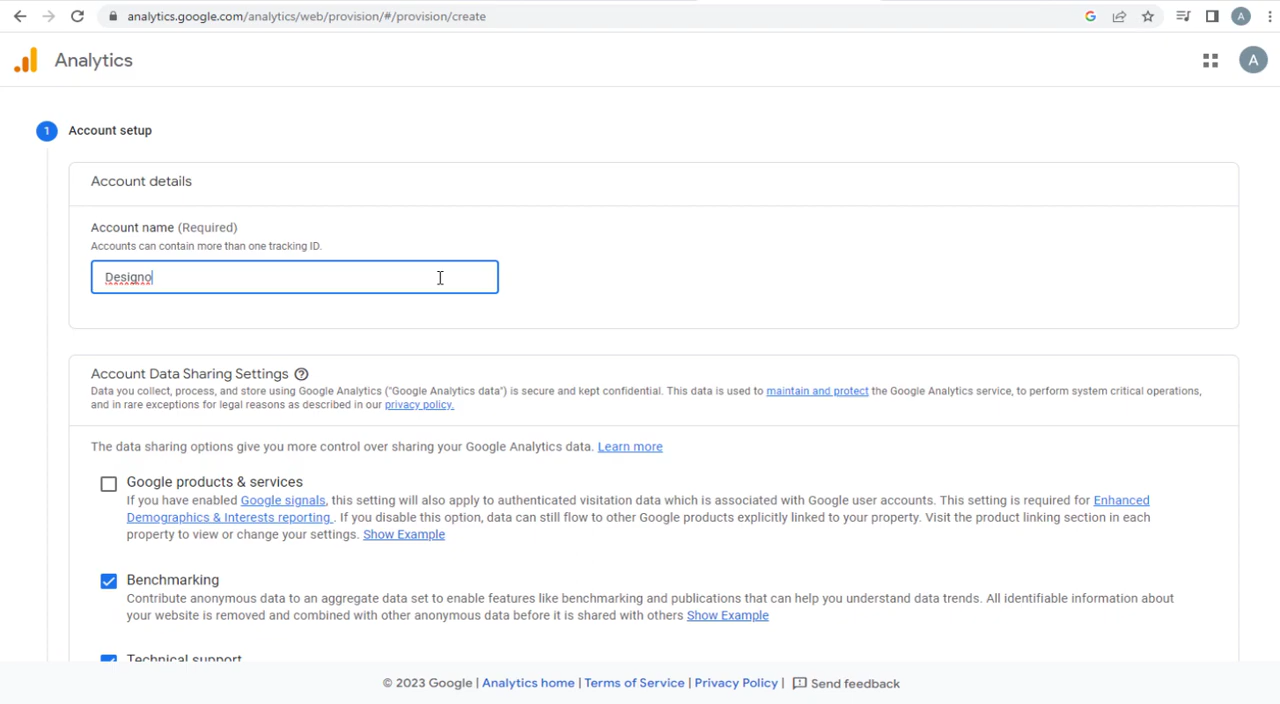 analytics.google.com/analytics/web/provision/#/provision/create
G
A
Analytics
A
1 Account setup
Account details
Account name (Required)
Accounts can contain more than one tracking ID.
Designo
Account Data Sharing Settings ?
Data you collect, process, and store using Google Analytics ("Google Analytics data") is secure and kept confidential. This data is used to maintain and protect the Google Analytics service, to perform system critical operations,
and in rare exceptions for legal reasons as described in our privacy policy.
The data sharing options give you more control over sharing your Google Analytics data. Learn more
Google products & services
If you have enabled Google signals, this setting will also apply to authenticated visitation data which is associated with Google user accounts. This setting is required for Enhanced
Demographics & Interests reporting . If you disable this option, data can still flow to other Google products explicitly linked to your property. Visit the product linking section in each
property to view or change your settings. Show Example
Benchmarking
Contribute anonymous data to an aggregate data set to enable features like benchmarking and publications that can help you understand data trends. All identifiable information about
your website is removed and combined with other anonymous data before it is shared with others Show Example
Technical support
© 2023 Google | Analytics home | Terms of Service | Privacy Policy | Send feedback